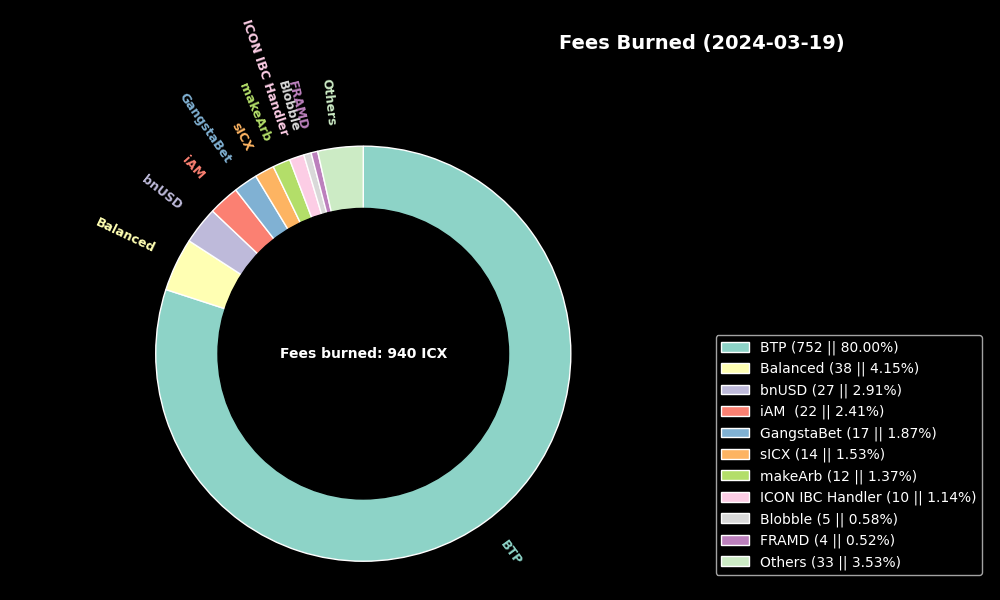 Fees Burned (2024-03-19)
ICON IBC Handler
makeArb
Blobble
FRAMD
Others
GangstaBet
sICX
iAM
bnUSD
Balanced
Fees burned: 940 ICX
BTP
BTP (752 || 80.00%)
Balanced (38 || 4.15%)
bnUSD (27 || 2.91%)
iAM  (22 || 2.41%)
GangstaBet (17 || 1.87%)
sICX (14 || 1.53%)
makeArb (12 || 1.37%)
ICON IBC Handler (10 || 1.14%)
Blobble (5 || 0.58%)
FRAMD (4 || 0.52%)
Others (33 || 3.53%)